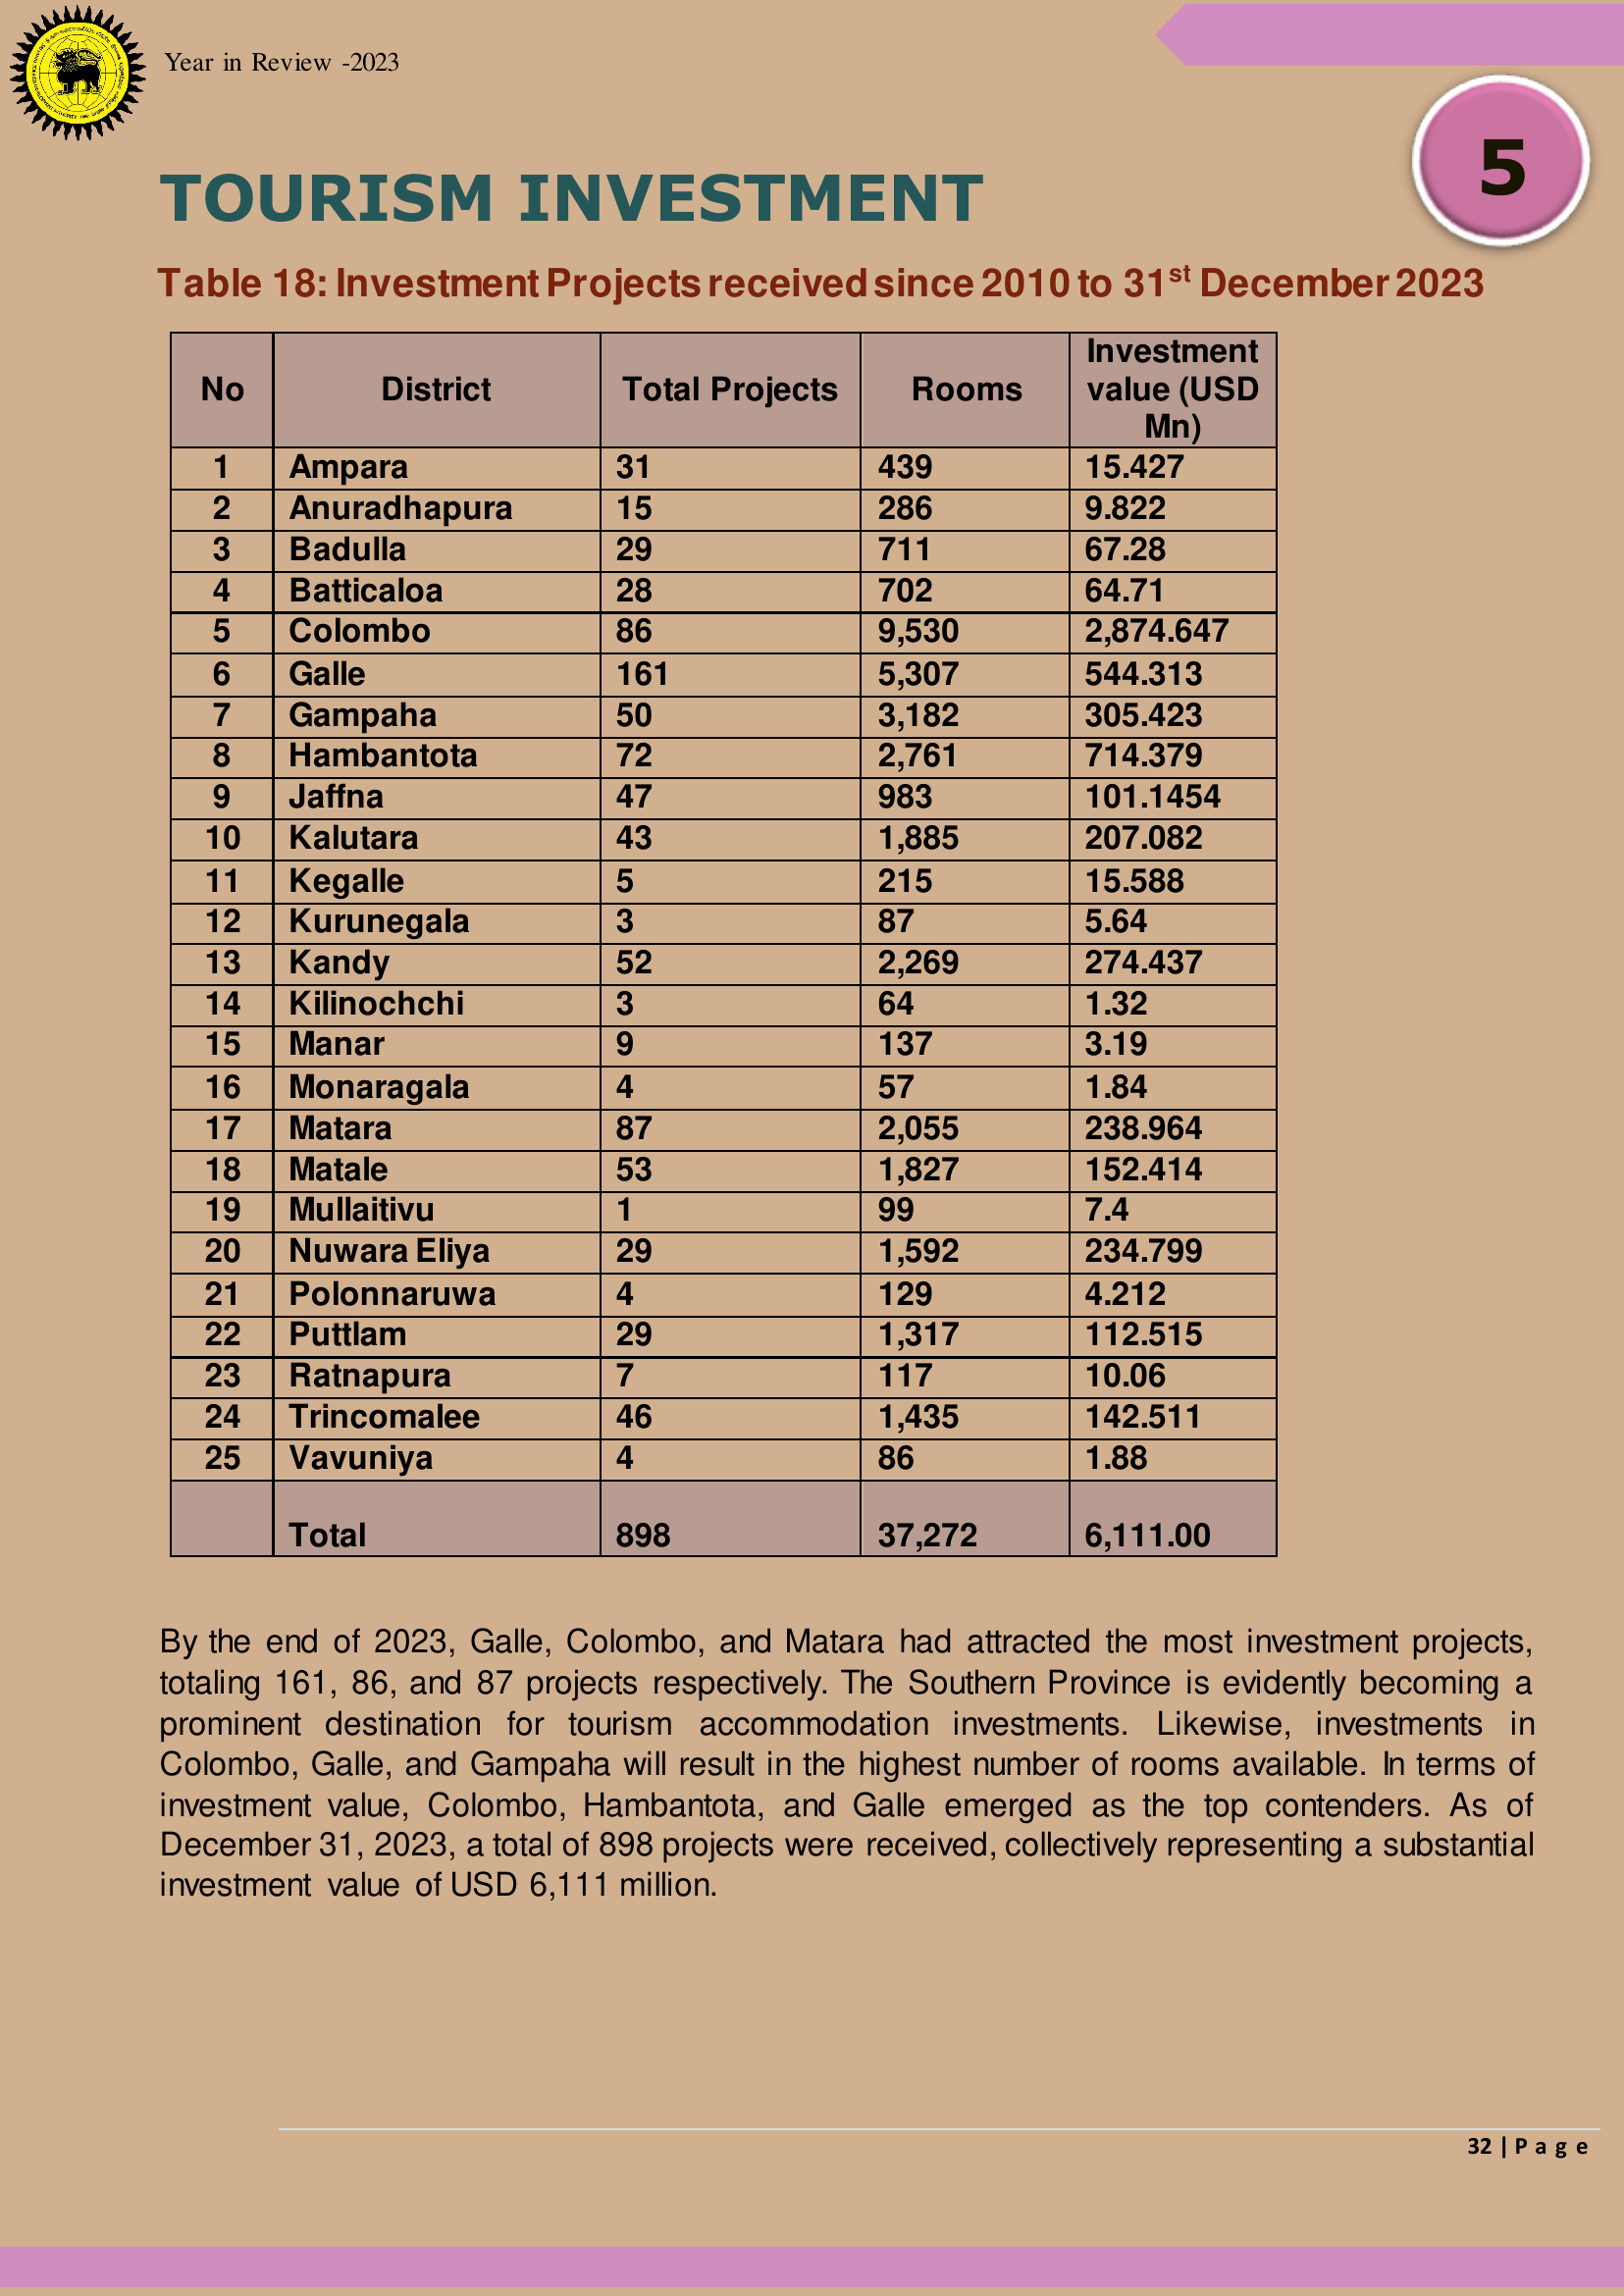 Year in Review -2023
5
TOURISM INVESTMENT
Table 18: Investment Projects received since 2010 to 31st December 2023
No District Total Projects Rooms Investment value (USD Mn)
1 Ampara 31 439 15.427
2 Anuradhapura 15 286 9.822
3 Badulla 29 711 67.28
4 Batticaloa 28 702 64.71
5 Colombo 86 9,530 2,874.647
6 Galle 161 5,307 544.313
7 Gampaha 50 3,182 305.423
8 Hambantota 72 2,761 714.379
9 Jaffna 47 983 101.1454
10 Kalutara 43 1,885 207.082
11 Kegalle 5 215 15.588
12 Kurunegala 3 87 5.64
13 Kandy 52 2,269 274.437
14 Kilinochchi 3 64 1.32
15 Manar 9 137 3.19
16 Monaragala 4 57 1.84
17 Matara 87 2,055 238.964
18 Matale 53 1,827 152.414
19 Mullaitivu 1 99 7.4
20 Nuwara Eliya 29 1,592 234.799
21 Polonnaruwa 4 129 4.212
22 Puttlam 29 1,317 112.515
23 Ratnapura 7 117 10.06
24 Trincomalee 46 1,435 142.511
25 Vavuniya 4 86 1.88
Total 898 37,272 6,111.00
By the end of 2023, Galle, Colombo, and Matara had attracted the most investment projects,
totaling 161, 86, and 87 projects respectively. The Southern Province is evidently becoming a
prominent destination for tourism accommodation investments. Likewise, investments in
Colombo, Galle, and Gampaha will result in the highest number of rooms available. In terms of
investment value, Colombo, Hambantota, and Galle emerged as the top contenders. As of
December 31, 2023, a total of 898 projects were received, collectively representing a substantial
investment value of USD 6,111 million.
32 | P a g e